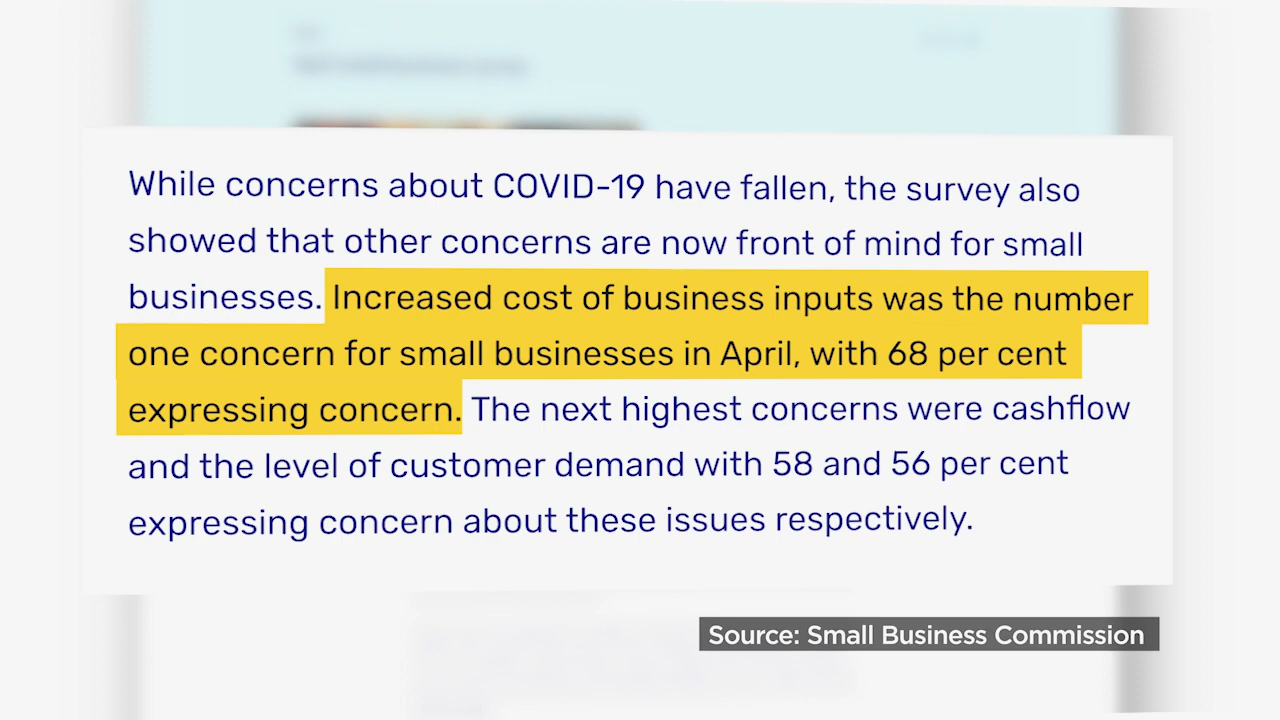 While concerns about COVID-19 have fallen, the survey also
showed that other concerns are now front of mind for small
businesses. Increased cost of business inputs was the number
one concern for small businesses in April, with 68 per cent
expressing concern. The next highest concerns were cashflow
and the level of customer demand with 58 and 56 per cent
expressing concern about these issues respectively.
Source: Small Business Commission